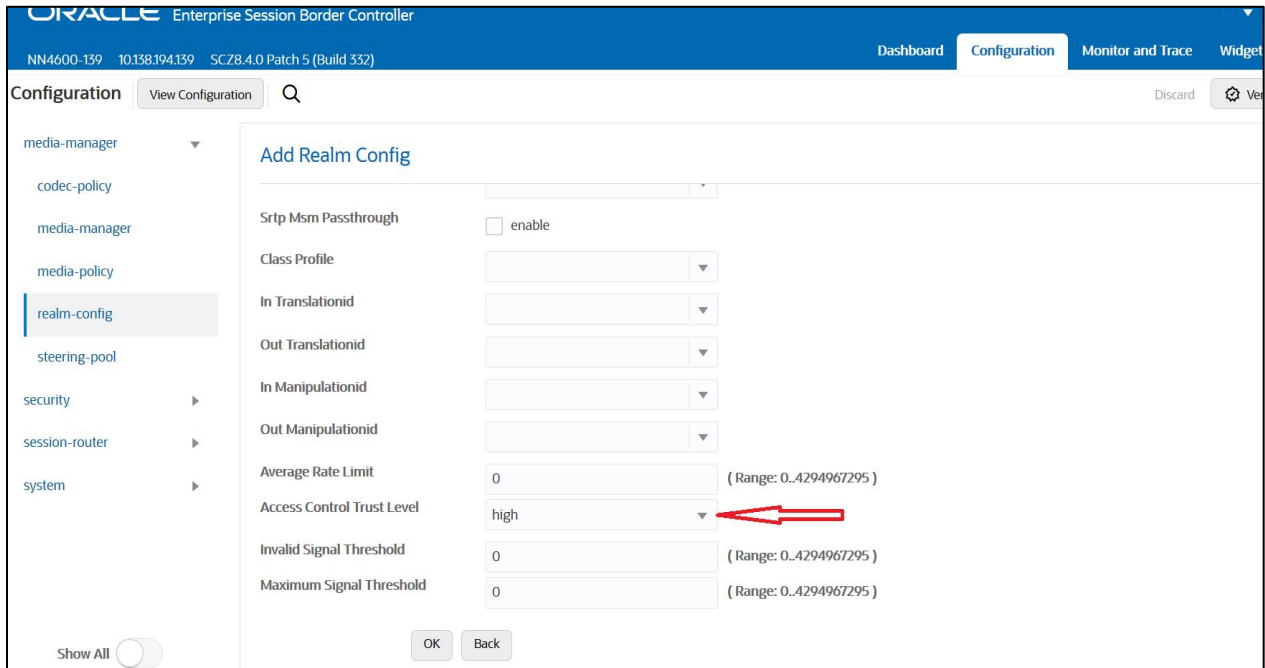 ORACLE Enterprise Session Border Controller
NN4600-139 10.138.194.139 SCZ8.4.0 Patch 5 (Build 332)
Dashboard Configuration Monitor and Trace Widget
Configuration View Configuration Discard Ver
media-manager
codec-policy
media-manager
media-policy
realm-config
steering-pool
security
session-router
system
Show All
Add Realm Config
Srtp Msm Passthrough enable
Class Profile
In Translationid
Out Translationid
In Manipulationid
Out Manipulationid
Average Rate Limit 0 ( Range: 0..4294967295 )
Access Control Trust Level high
Invalid Signal Threshold 0 ( Range: 0..4294967295 )
Maximum Signal Threshold 0 ( Range: 0..4294967295 )
OK Back